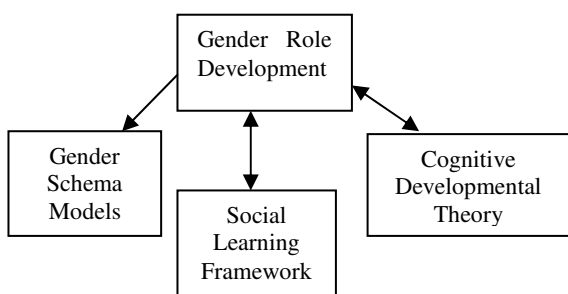 Gender Role
Development
Gender
Schema
Models
Social
Learning
Framework
Cognitive
Developmental
Theory